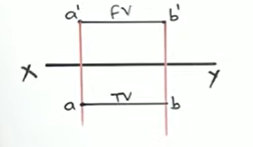 a' FV b'
X Y
a TV b